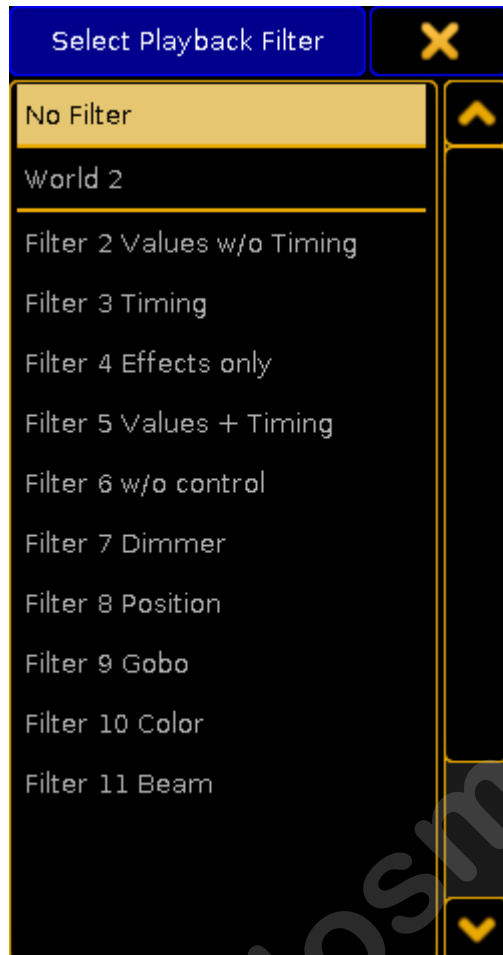 Select Playback Filter
No Filter
World 2
Filter 2 Values w/o Timing
Filter 3 Timing
Filter 4 Effects only
Filter 5 Values + Timing
Filter 6 w/o control
Filter 7 Dimmer
Filter 8 Position
Filter 9 Gobo
Filter 10 Color
Filter 11 Beam